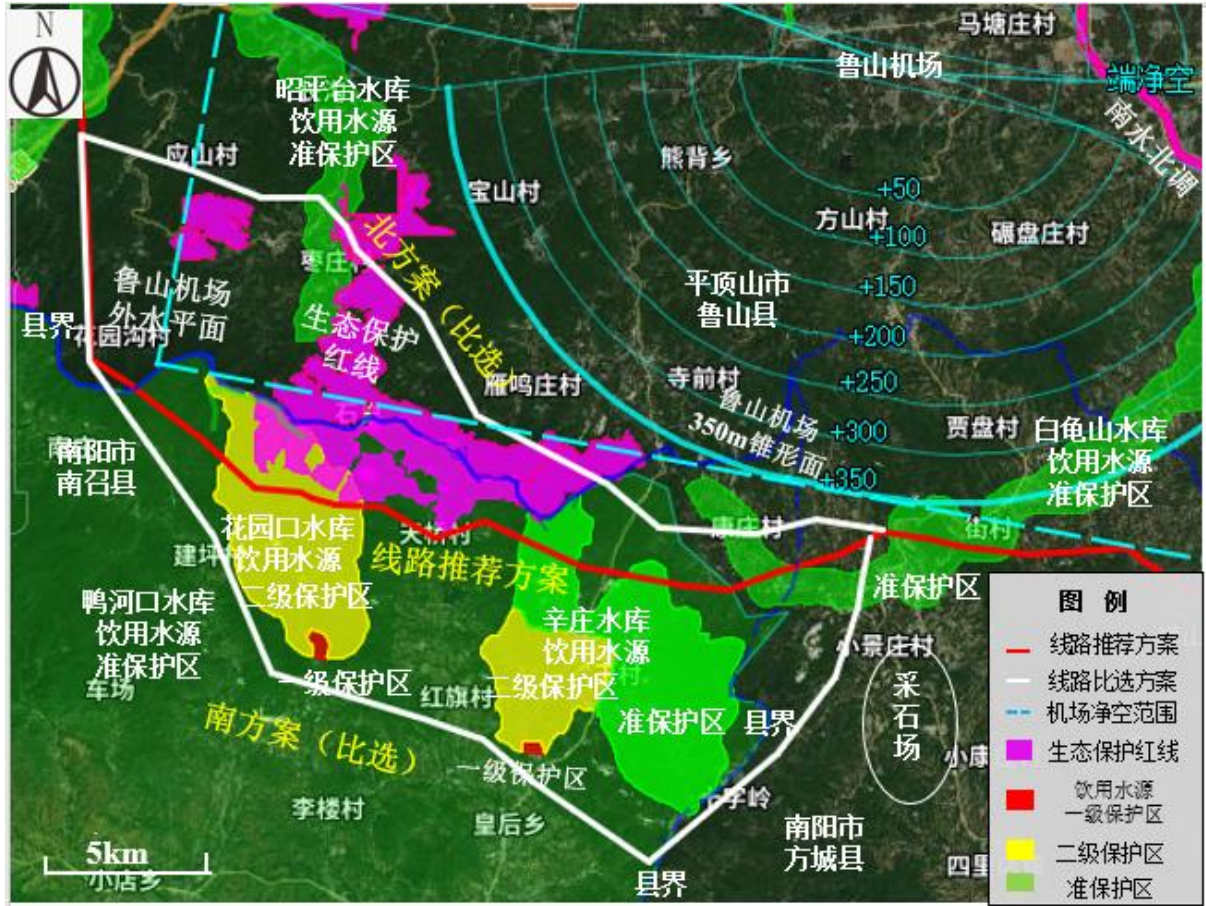 N
马塘庄村
鲁山机场
端净空
昭平台水库
饮用水源
准保护区
南水北调
应山村
熊背乡
宝山村
+50
方山村
+100
碾盘庄村
北方案（比选）
枣庄
鲁山机场
外水平面
平顶山市
鲁山县
+150
生态保护
红线
县界
花园沟村
+200
雁鸣庄村
寺前村
+250
鲁山机场
350m锥形面
+300
贾盘村
白龟山水库
饮用水源
准保护区
+350
南阳市
南召县
花园口水库
饮用水源
二级保护区
天桥村
康庄村
街村
建坪
线路推荐方案
准保护区
鸭河口水库
饮用水源
准保护区
辛庄水库
饮用水源
二级保护区
村.
小景庄村
车场
一级保护区
红旗村
准保护区
县界
采石场
南方案（比选）
一级保护区
小康
李楼村
皇后乡
字岭
南阳市
方城县
四里
5km
小店乡
县界
图 例
线路推荐方案
线路比选方案
机场净空范围
生态保护红线
饮用水源
一级保护区
二级保护区
准保护区